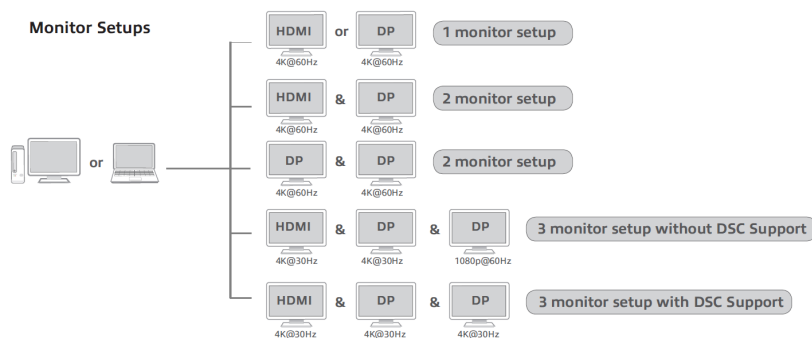 Monitor Setups
HDMI or DP 1 monitor setup
4K@60Hz 4K@60Hz
HDMI & DP 2 monitor setup
4K@60Hz 4K@60Hz
or
DP & DP 2 monitor setup
4K@60Hz 4K@60Hz
HDMI & DP & DP 3 monitor setup without DSC Support
4K@30Hz 4K@30Hz 1080p@60Hz
HDMI & DP & DP 3 monitor setup with DSC Support
4K@30Hz 4K@30Hz 4K@30Hz